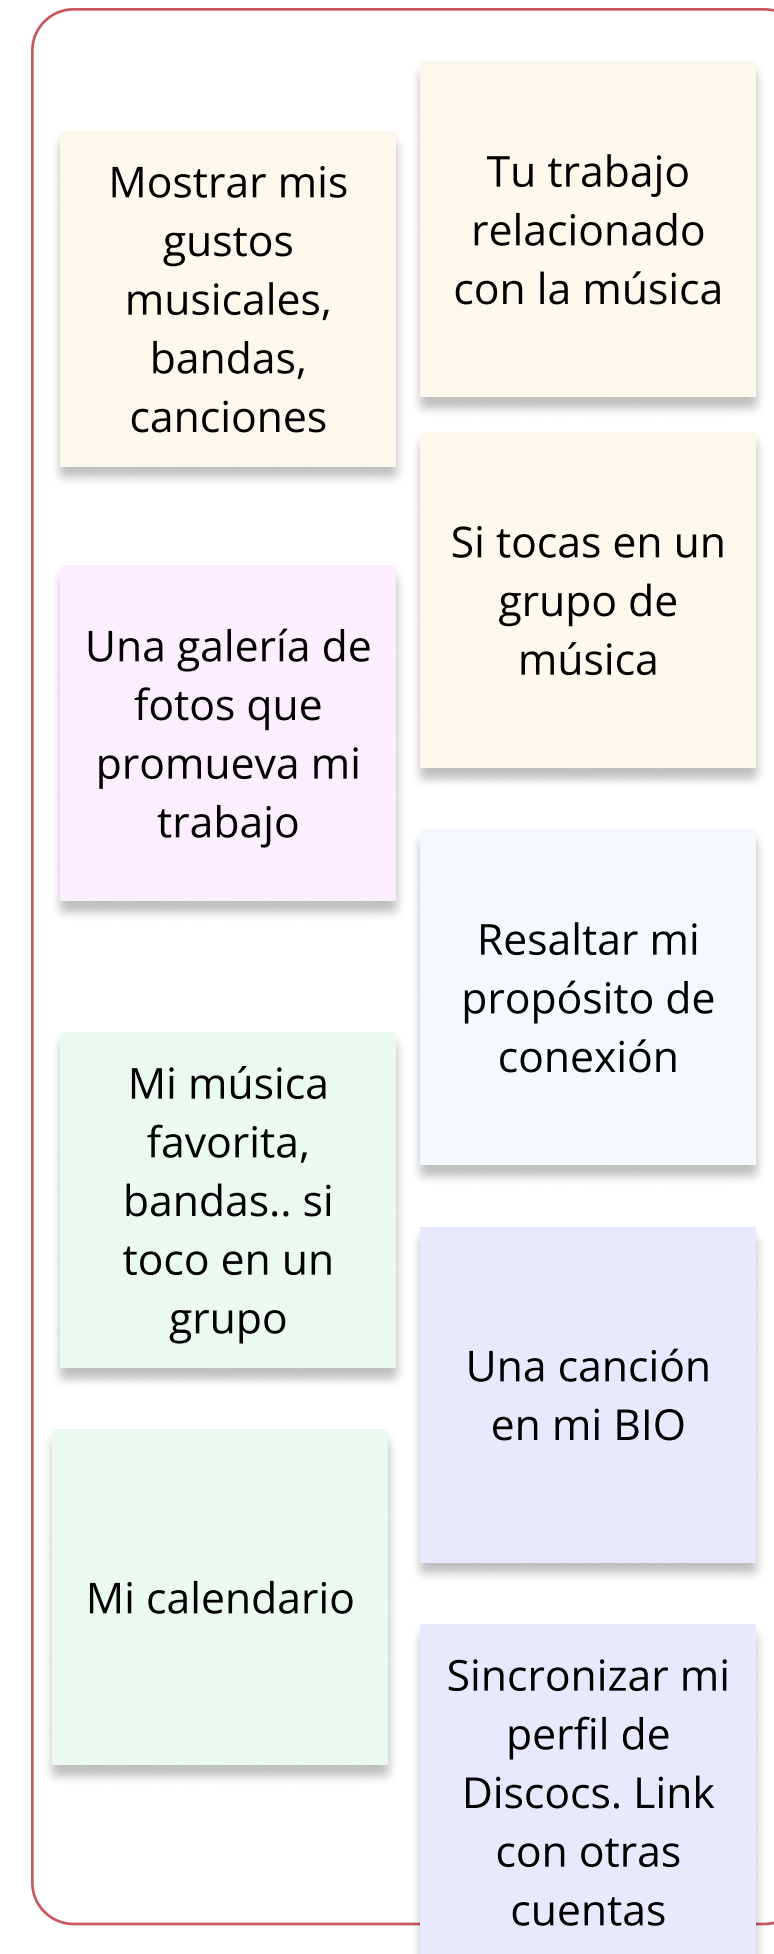 Mostrar mis
gustos
musicales,
bandas,
canciones
Tu trabajo
relacionado
con la música
Si tocas en un
grupo de
música
Una galería de
fotos que
promueva mi
trabajo
Resaltar mi
propósito de
conexión
Mi música
favorita,
bandas.. si
toco en un
grupo
Una canción
en mi BIO
Mi calendario
Sincronizar mi
perfil de
Discocs. Link
con otras
cuentas